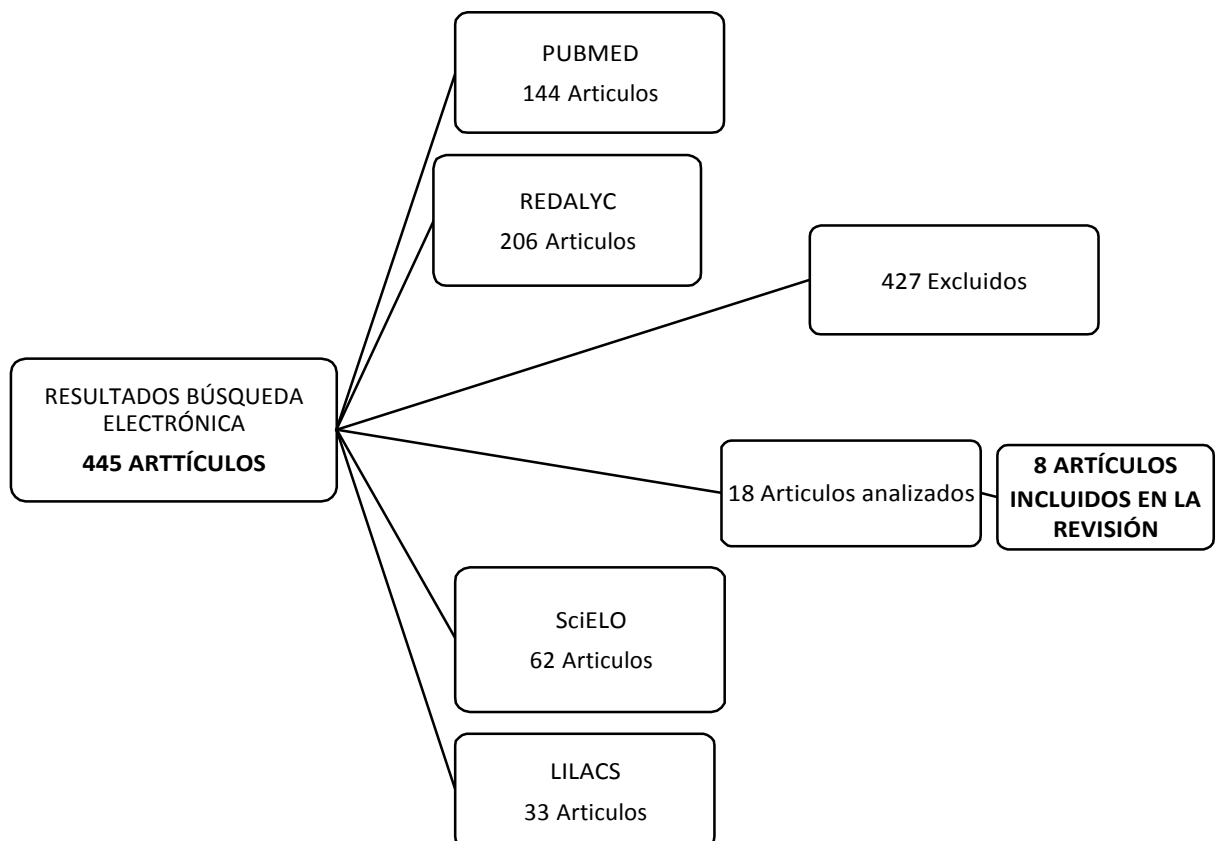 PUBMED
144 Articulos
REDALYC
206 Articulos
427 Excluidos
RESULTADOS BÚSQUEDA
ELECTRÓNICA
445 ARTTÍCULOS
18 Articulos analizados
8 ARTÍCULOS
INCLUIDOS EN LA
REVISIÓN
SciELO
62 Articulos
LILACS
33 Articulos